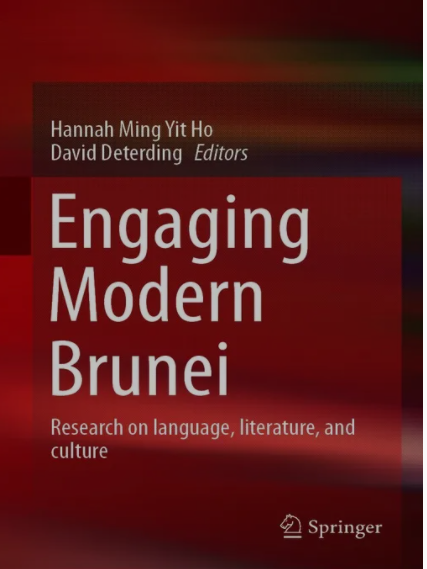 Hannah Ming Yit Ho
David Deterding Editors
Engaging
Modern
Brunei
Research on language, literature, and
culture
Springer